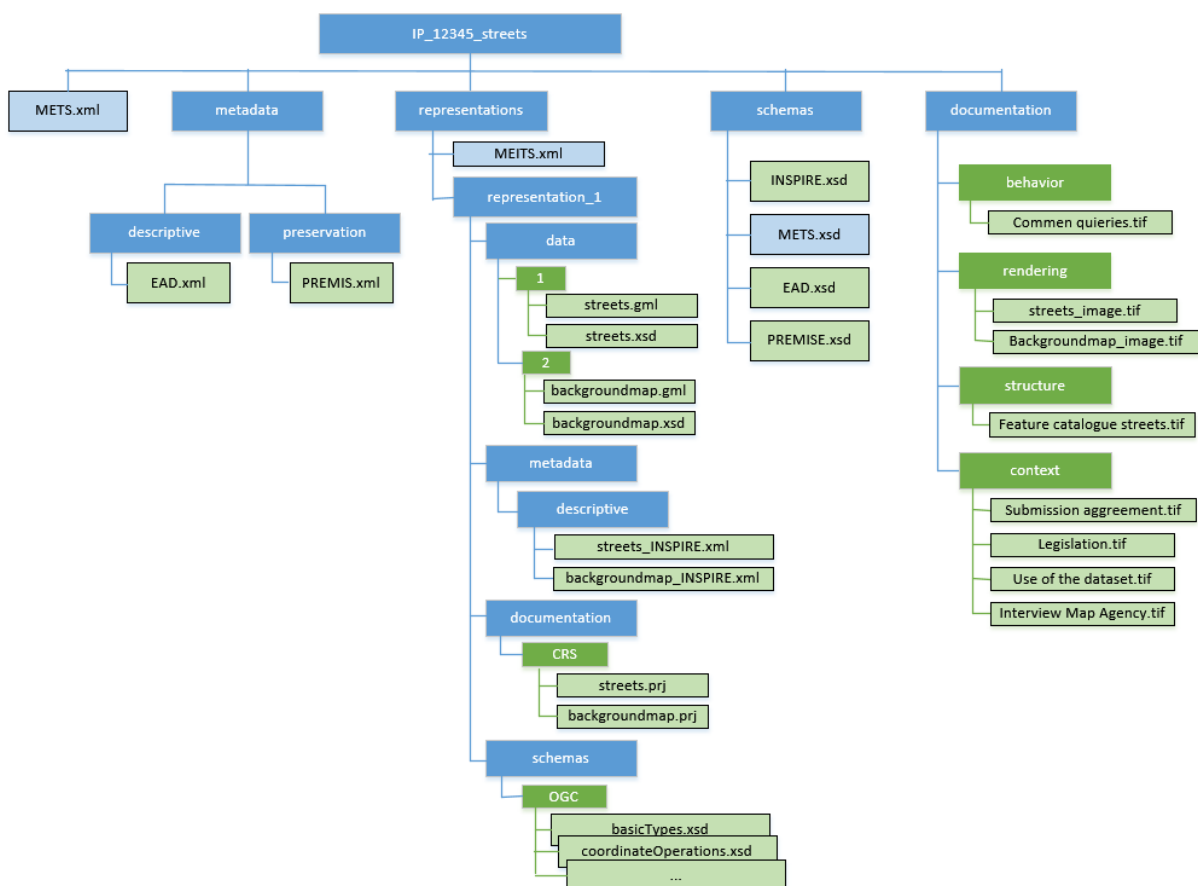 IP_12345_streets
METS.xml
metadata
descriptive
EAD.xml
preservation
PREMIS.xml
representations
MEITS.xml
representation_1
data
1
streets.gml
streets.xsd
2
backgroundmap.gml
backgroundmap.xsd
metadata
descriptive
streets_INSPIRE.xml
backgroundmap_INSPIRE.xml
documentation
CRS
streets.prj
backgroundmap.prj
schemas
OGC
basicTypes.xsd
coordinateOperations.xsd
...
schemas
INSPIRE.xsd
METS.xsd
EAD.xsd
PREMISE.xsd
documentation
behavior
Commen quieries.tif
rendering
streets_image.tif
Backgroundmap_image.tif
structure
Feature catalogue streets.tif
context
Submission aggreement.tif
Legislation.tif
Use of the dataset.tif
Interview Map Agency.tif